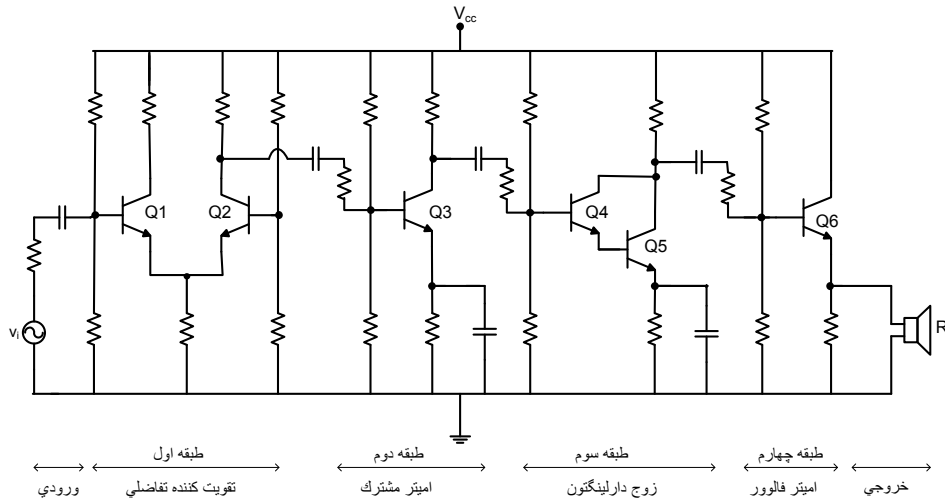 Vcc
Q1
Q2
Q3
Q4
Q5
Q6
vi
R
طبقه اول
طبقه دوم
طبقه سوم
طبقه چهارم
ورودي
تقويت كننده تفاضلي
اميتر مشترك
زوج دارلينگتون
اميتر فالوور
خروجي